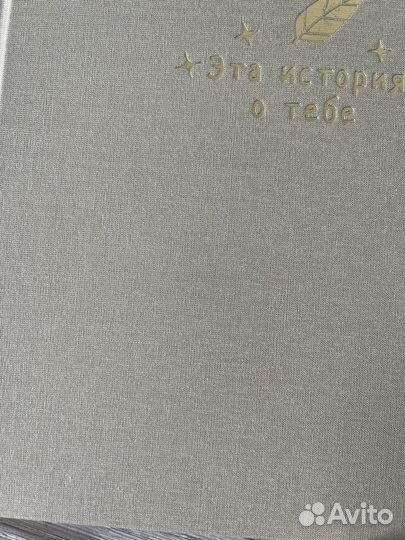 Эта история
о тебе
Avito